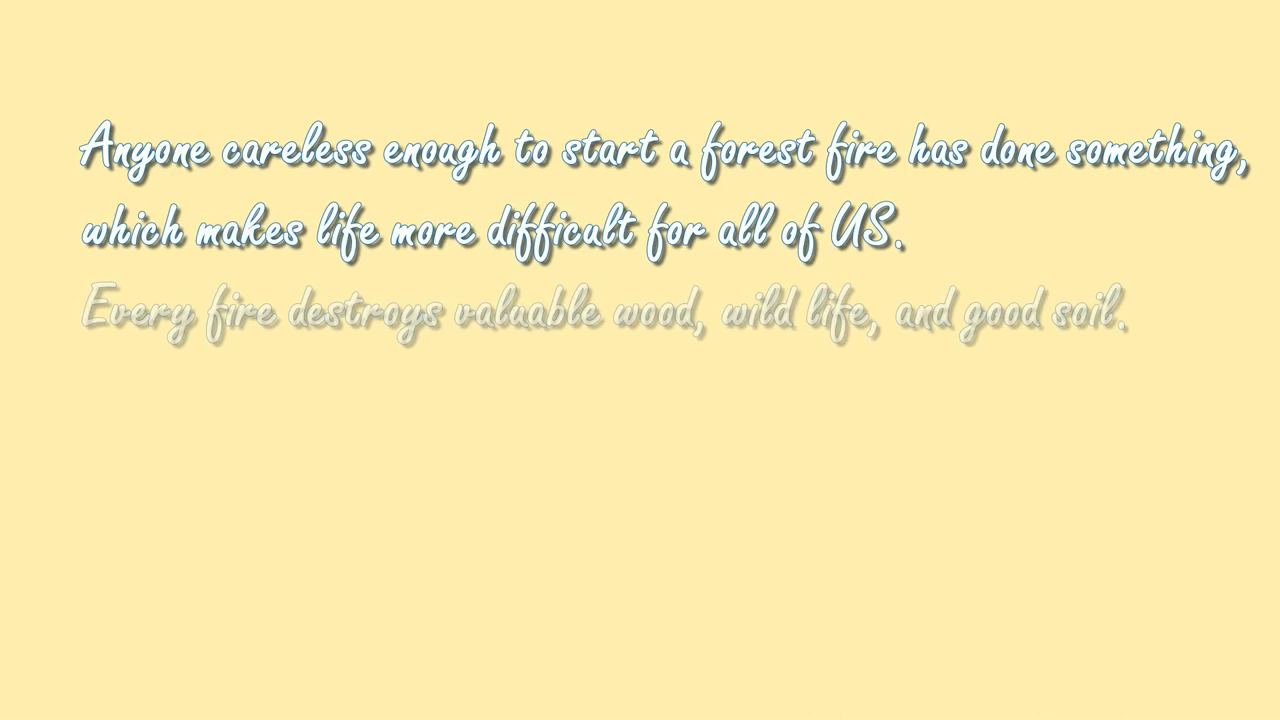 Anyone careless enough to start a forest fire has done something,
which makes life more difficult for all of US.
Every fire destroys valuable wood, wild life, and good soil.